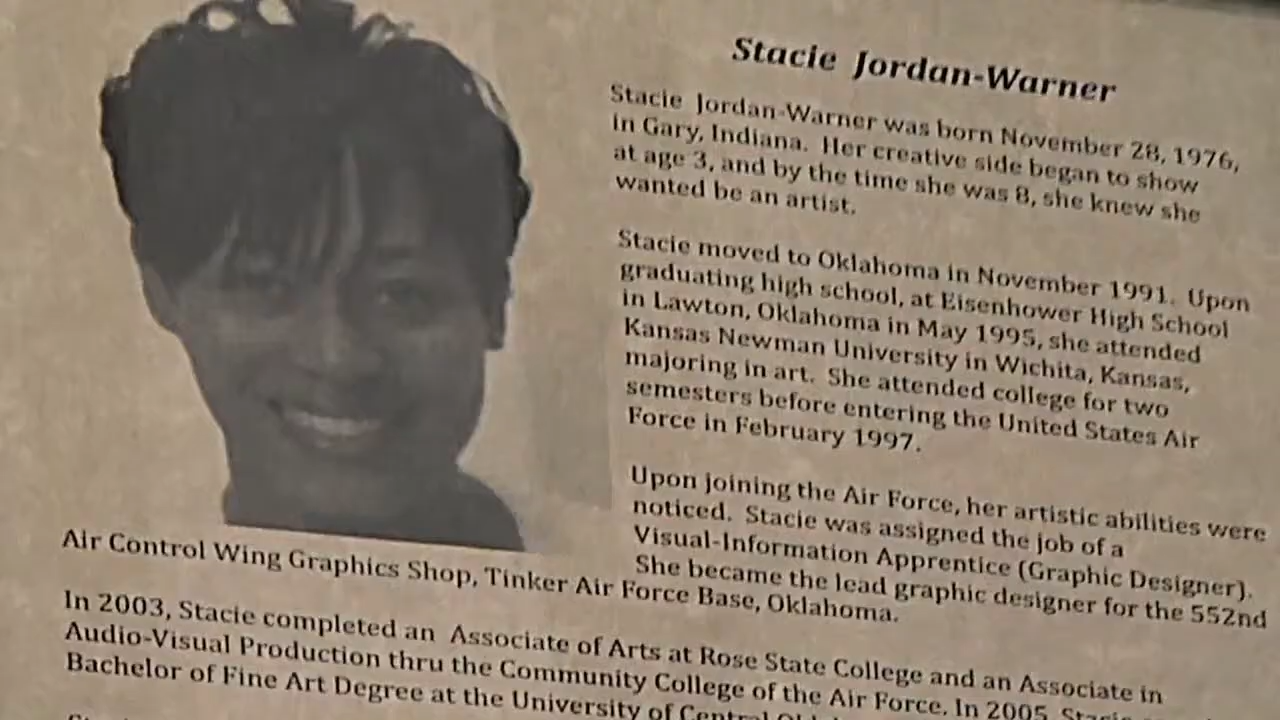 Stacie Jordan-Warner
Stacie Jordan-Warner was born November 28, 1976,
in Gary, Indiana. Her creative side began to show
at age 3, and by the time she was 8, she knew she
wanted be an artist.
Stacie moved to Oklahoma in November 1991. Upon
graduating high school, at Eisenhower High School
in Lawton, Oklahoma in May 1995, she attended
Kansas Newman University in Wichita, Kansas,
majoring in art. She attended college for two
semesters before entering the United States Air
Force in February 1997.
Upon joining the Air Force, her artistic abilities were
noticed. Stacie was assigned the job of a
Visual-Information Apprentice (Graphic Designer).
She became the lead graphic designer for the 552nd
Air Control Wing Graphics Shop, Tinker Air Force Base, Oklahoma.
In 2003, Stacie completed an Associate of Arts at Rose State College and an Associate in
Audio-Visual Production thru the Community College of the Air Force. In 2005, Stacie
Bachelor of Fine Art Degree at the University of Central